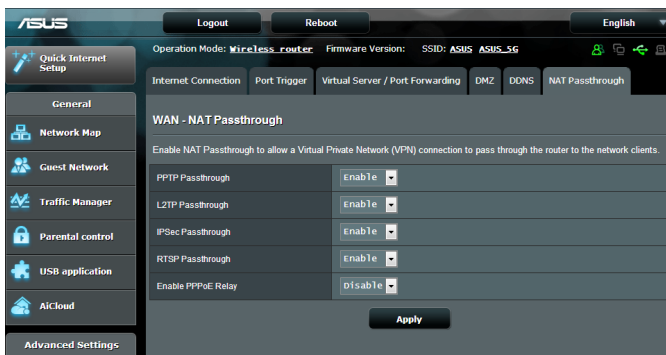 ASUS
Logout
Reboot
English
Quick Internet
Setup
Operation Mode: Wireless router Firmware Version: SSID: ASUS ASUS_5G
Internet Connection
Port Trigger
Virtual Server / Port Forwarding
DMZ
DDNS
NAT Passthrough
General
Network Map
Guest Network
Traffic Manager
Parental control
USB application
AiCloud
Advanced Settings
WAN - NAT Passthrough
Enable NAT Passthrough to allow a Virtual Private Network (VPN) connection to pass through the router to the network clients.
PPTP Passthrough Enable
L2TP Passthrough Enable
IPSec Passthrough Enable
RTSP Passthrough Enable
Enable PPPoE Relay Disable
Apply